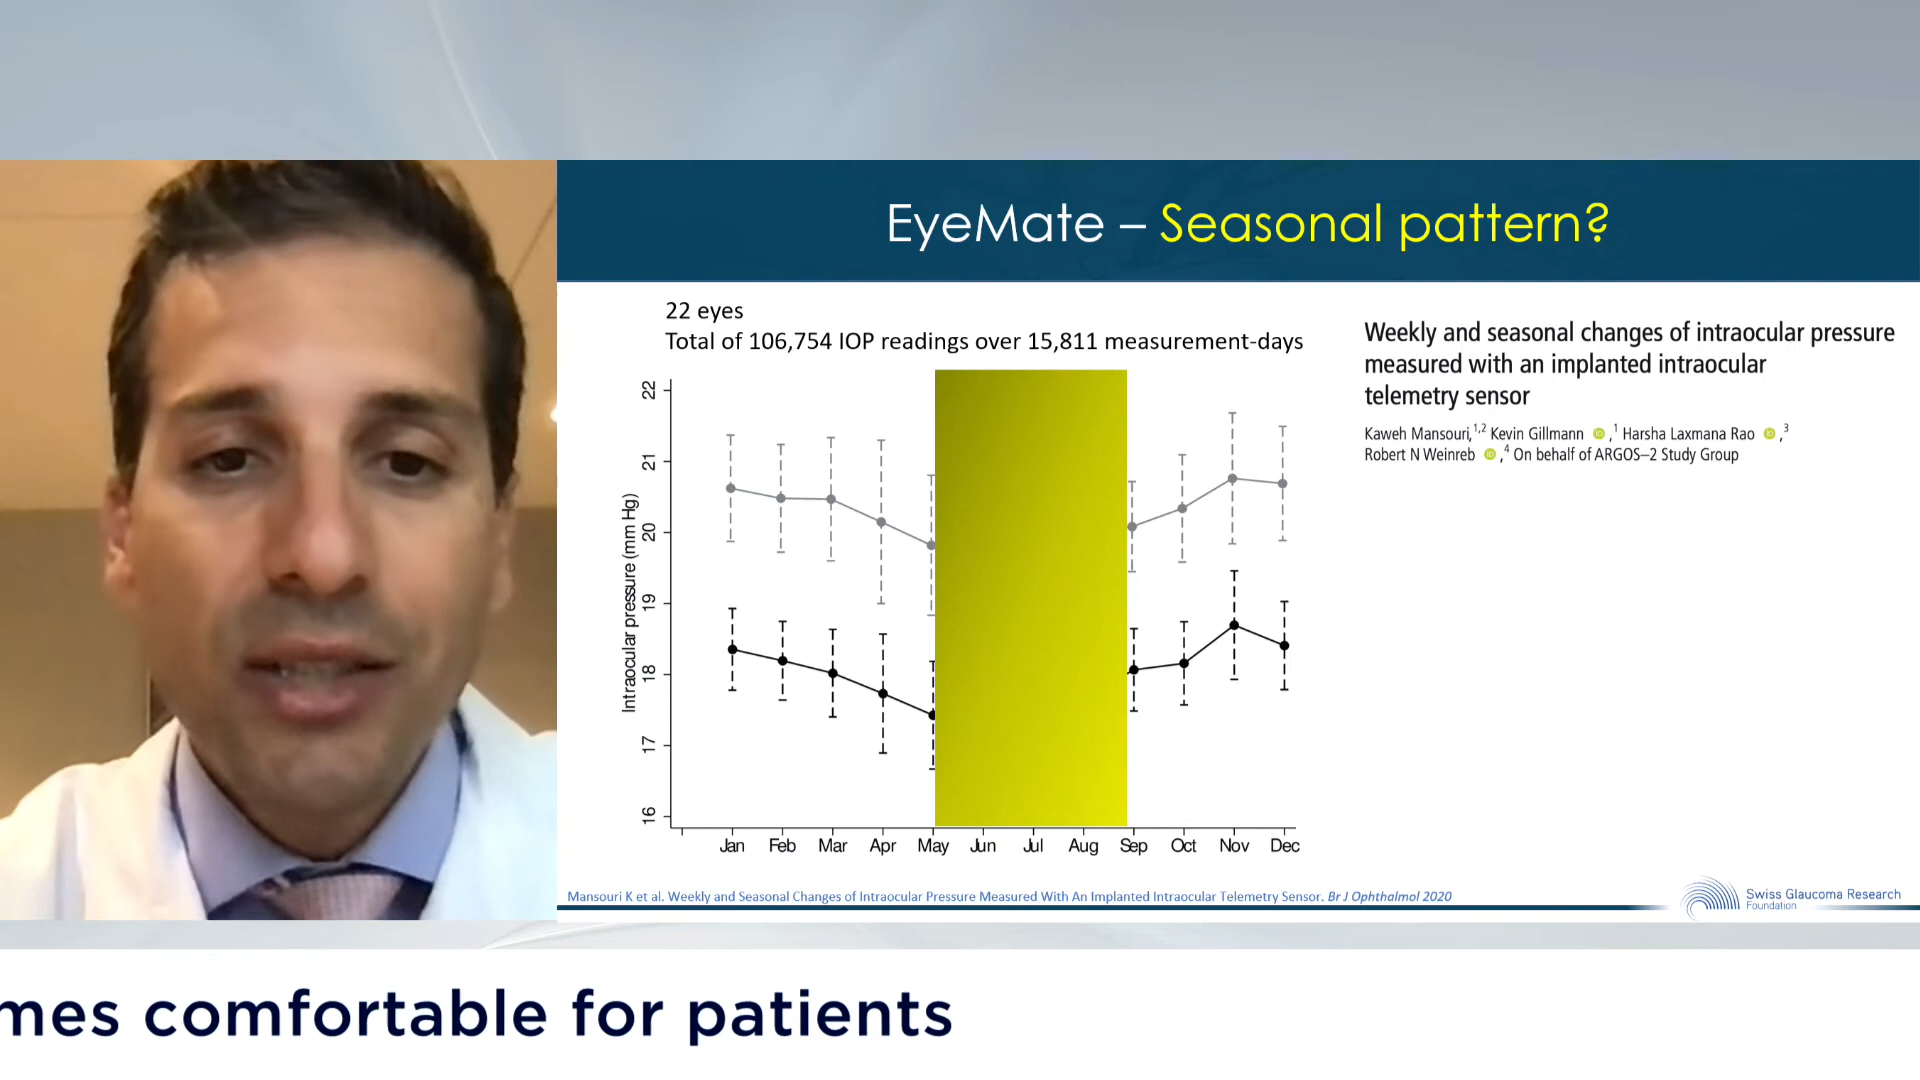 EyeMate – Seasonal pattern?
22 eyes
Total of 106,754 IOP readings over 15,811 measurement-days
Weekly and seasonal changes of intraocular pressure
measured with an implanted intraocular
telemetry sensor
Kaweh Mansouri,1,2 Kevin Gillmann iD ,1 Harsha Laxmana Rao iD ,3
Robert N Weinreb iD ,4 On behalf of ARGOS–2 Study Group
Intraocular pressure (mm Hg)
22
21
20
19
18
17
16
Jan Feb Mar Apr May Jun Jul Aug Sep Oct Nov Dec
Mansouri K et al. Weekly and Seasonal Changes of Intraocular Pressure Measured With An Implanted Intraocular Telemetry Sensor. Br J Ophthalmol 2020
Swiss Glaucoma Research
Foundation
mes comfortable for patients